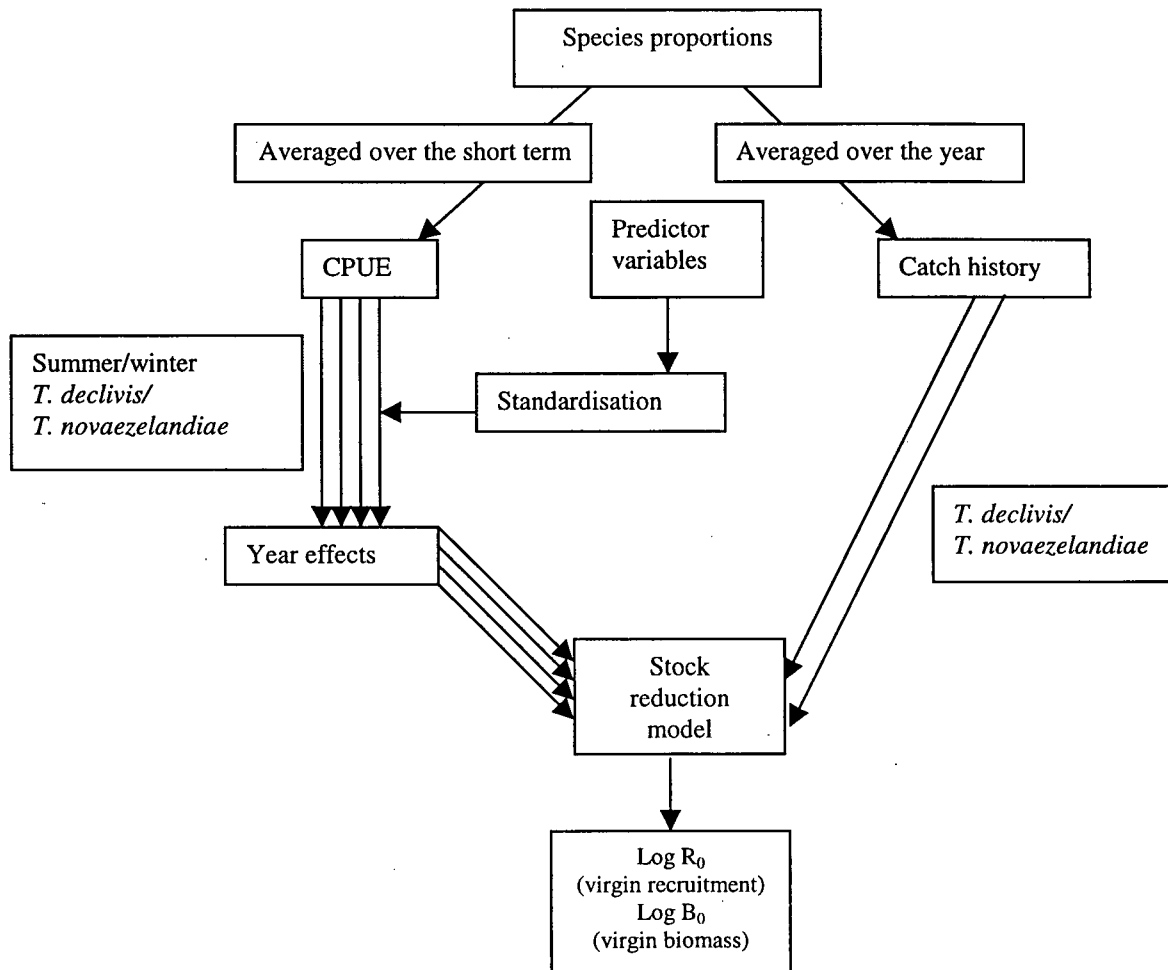 Species proportions
Averaged over the short term
Averaged over the year
Predictor
variables
CPUE
Catch history
Summer/winter
T. declivis/
T. novaezelandiae
Standardisation
T. declivis/
T. novaezelandiae
Year effects
Stock
reduction
model
Log R₀
(virgin recruitment)
Log B₀
(virgin biomass)